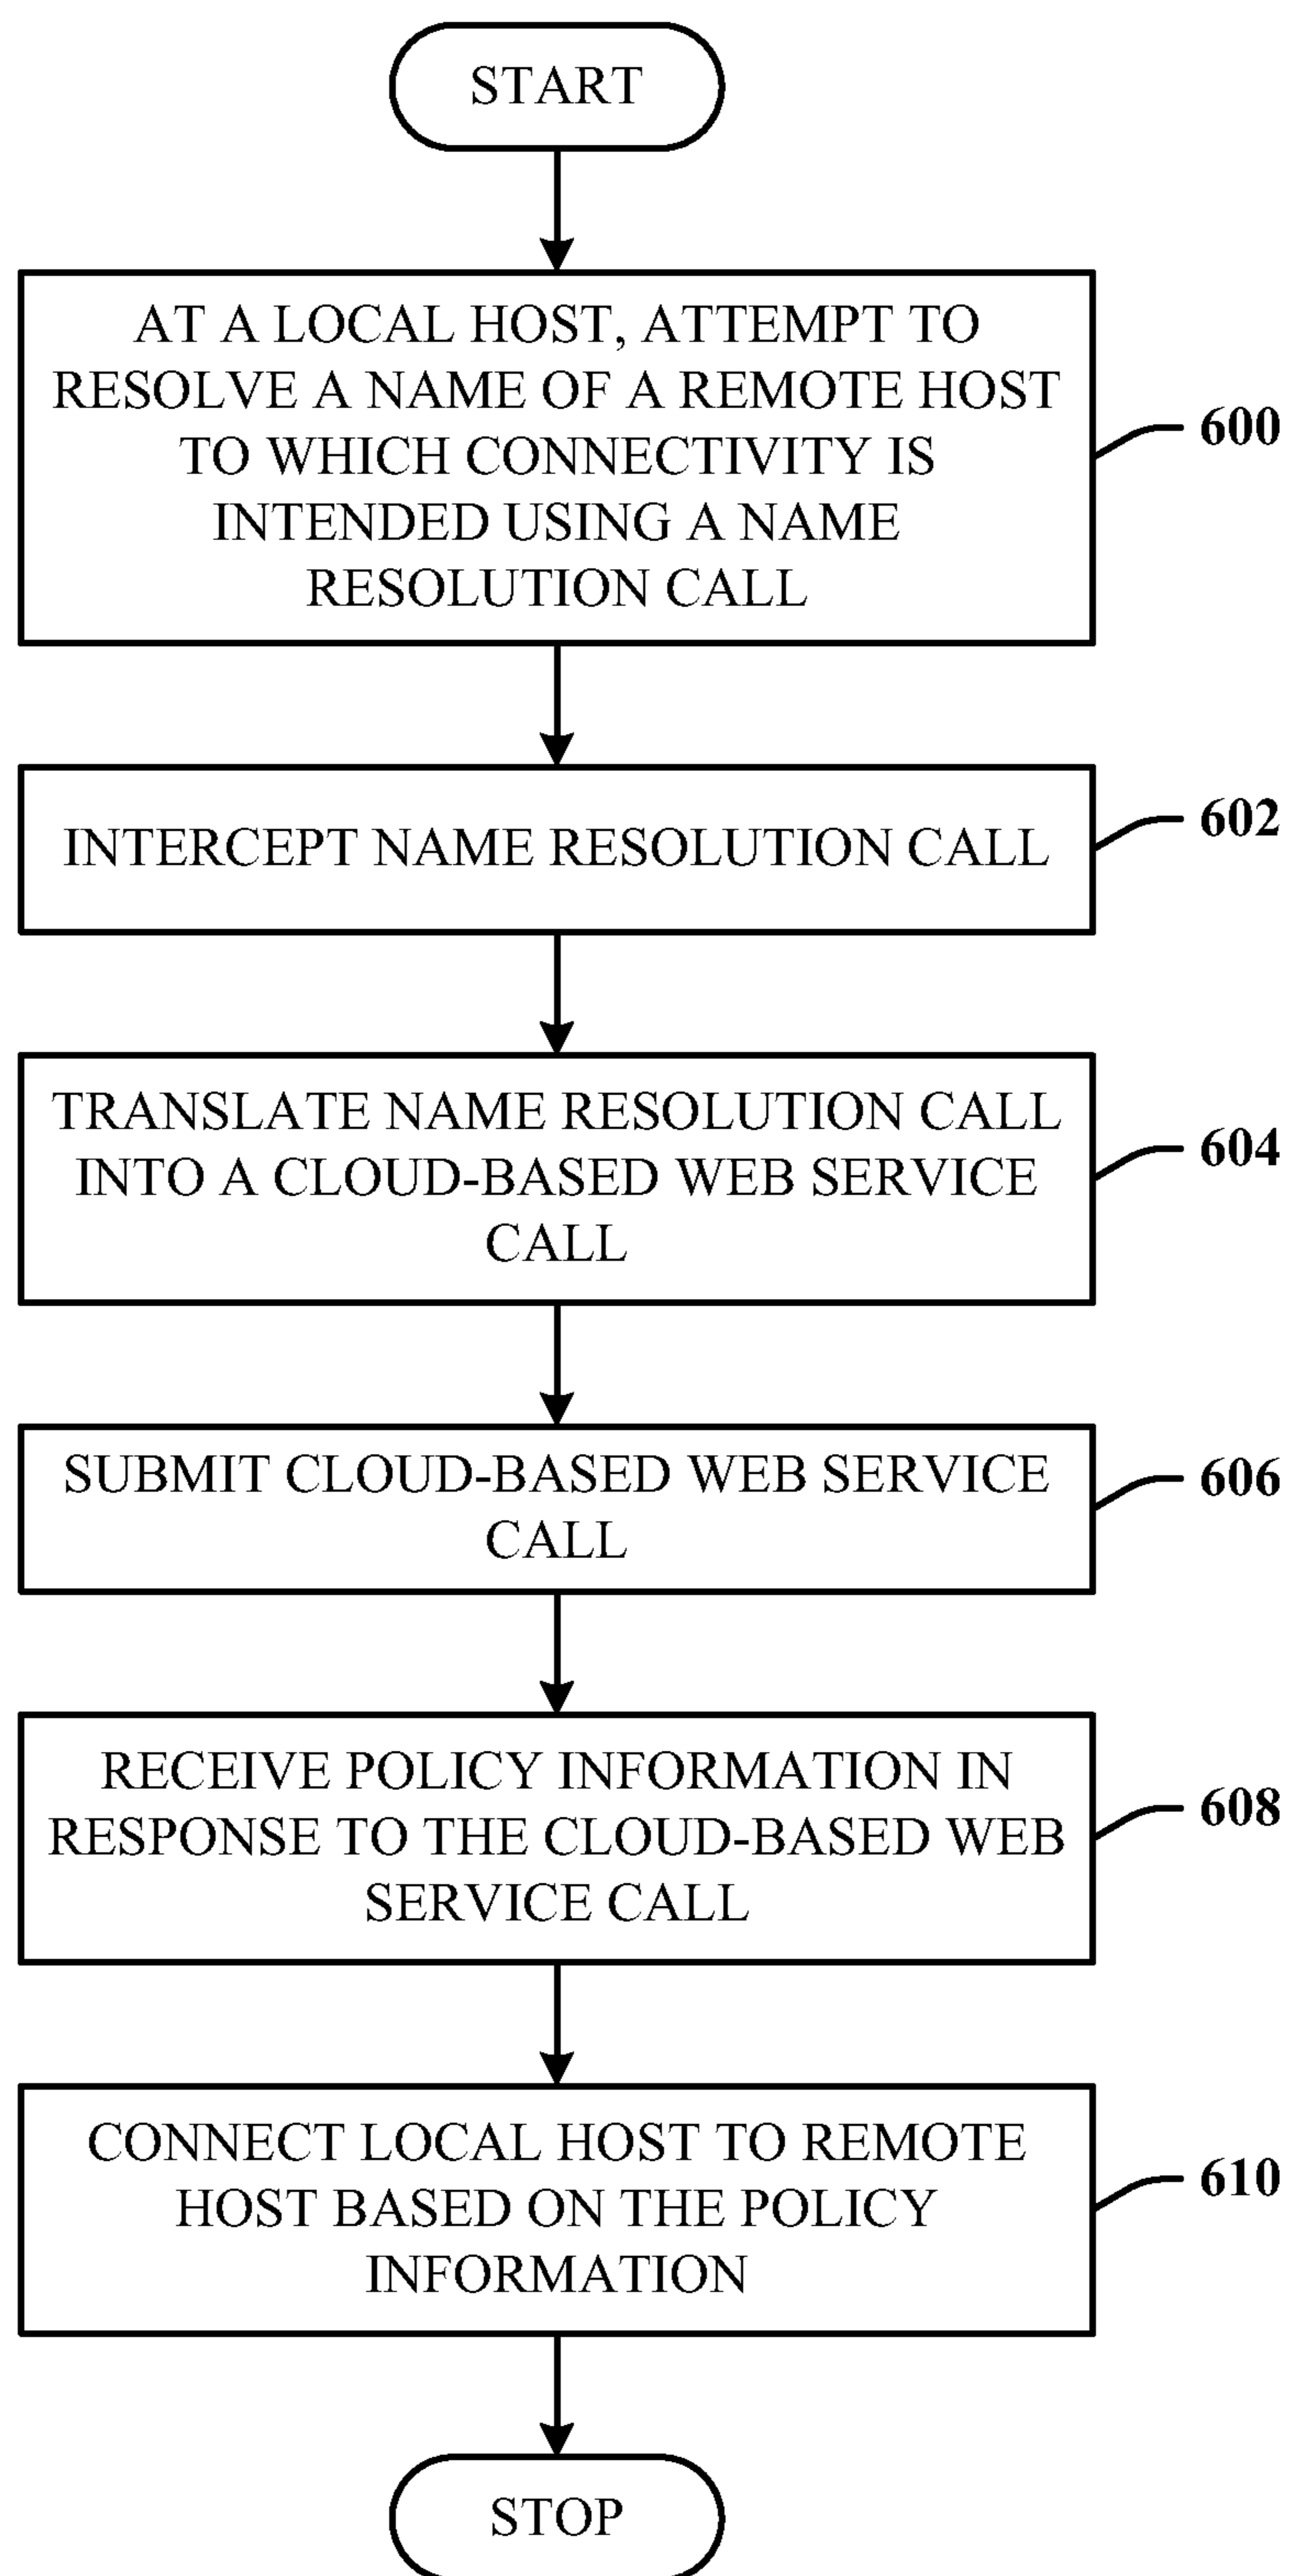 START
AT A LOCAL HOST, ATTEMPT TO
RESOLVE A NAME OF A REMOTE HOST
TO WHICH CONNECTIVITY IS
INTENDED USING A NAME
RESOLUTION CALL
600
INTERCEPT NAME RESOLUTION CALL
602
TRANSLATE NAME RESOLUTION CALL
INTO A CLOUD-BASED WEB SERVICE
CALL
604
SUBMIT CLOUD-BASED WEB SERVICE
CALL
606
RECEIVE POLICY INFORMATION IN
RESPONSE TO THE CLOUD-BASED WEB
SERVICE CALL
608
CONNECT LOCAL HOST TO REMOTE
HOST BASED ON THE POLICY
INFORMATION
610
STOP